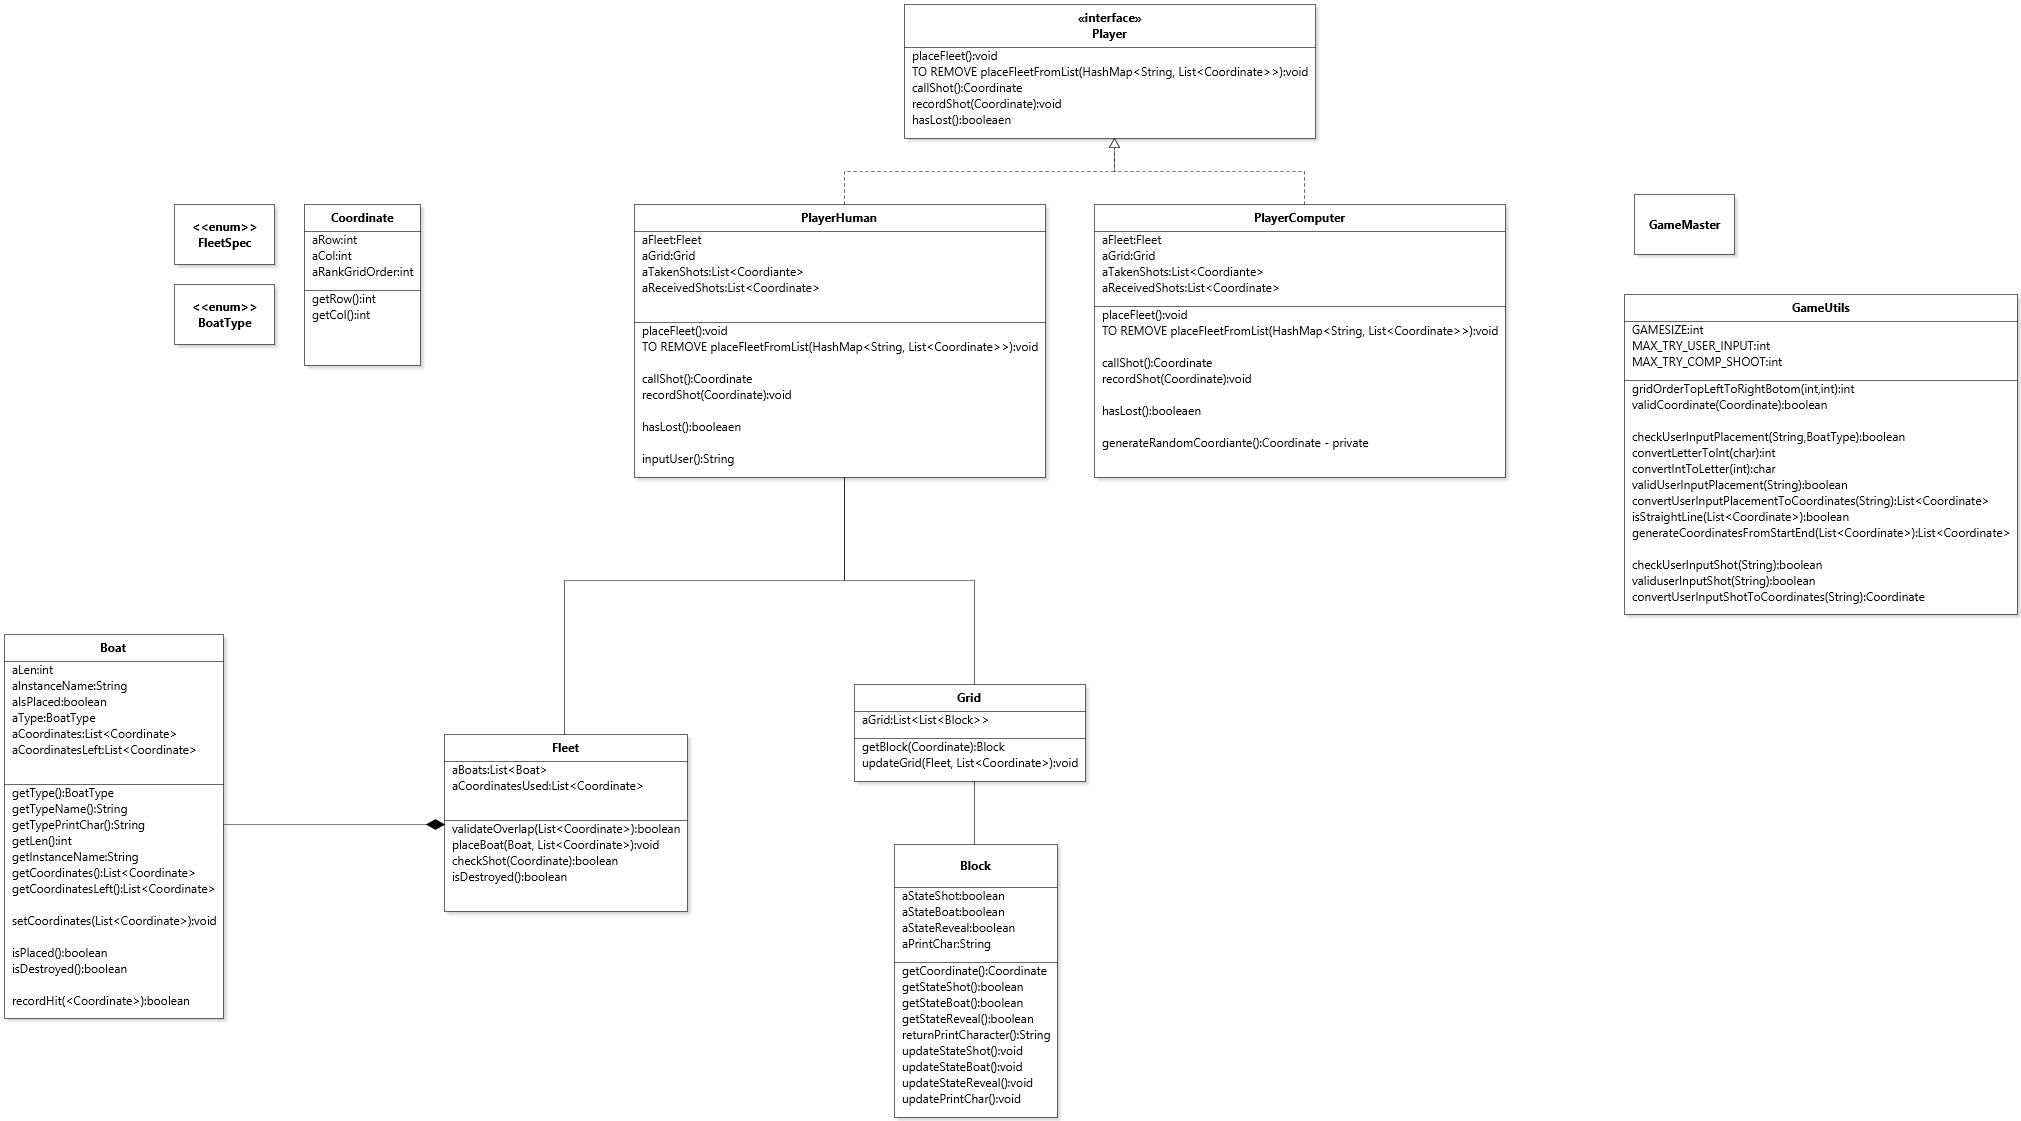 «interface»
Player
placeFleet():void
TO REMOVE placeFleetFromList(HashMap<String, List<Coordinate>>):void
callShot():Coordinate
recordShot(Coordinate):void
hasLost():booleaen
<<enum>>
FleetSpec
<<enum>>
BoatType
Coordinate
aRow:int
aCol:int
aRankGridOrder:int
getRow():int
getCol():int
PlayerHuman
aFleet:Fleet
aGrid:Grid
aTakenShots:List<Coordiante>
aReceivedShots:List<Coordinate>
placeFleet():void
TO REMOVE placeFleetFromList(HashMap<String, List<Coordinate>>):void
callShot():Coordinate
recordShot(Coordinate):void
hasLost():booleaen
inputUser():String
PlayerComputer
aFleet:Fleet
aGrid:Grid
aTakenShots:List<Coordiante>
aReceivedShots:List<Coordinate>
placeFleet():void
TO REMOVE placeFleetFromList(HashMap<String, List<Coordinate>>):void
callShot():Coordinate
recordShot(Coordinate):void
hasLost():booleaen
generateRandomCoordiante():Coordinate - private
GameMaster
GameUtils
GAMESIZE:int
MAX_TRY_USER_INPUT:int
MAX_TRY_COMP_SHOOT:int
gridOrderTopLeftToRightBotom(int,int):int
validCoordinate(Coordinate):boolean
checkUserInputPlacement(String,BoatType):boolean
convertLetterToInt(char):int
convertIntToLetter(int):char
validUserInputPlacement(String):boolean
convertUserInputPlacementToCoordinates(String):List<Coordinate>
isStraightLine(List<Coordinate>):boolean
generateCoordinatesFromStartEnd(List<Coordinate>):List<Coordinate>
checkUserInputShot(String):boolean
validuserInputShot(String):boolean
convertUserInputShotToCoordinates(String):Coordinate
Boat
aLen:int
aInstanceName:String
aIsPlaced:boolean
aType:BoatType
aCoordinates:List<Coordinate>
aCoordinatesLeft:List<Coordinate>
getType():BoatType
getTypeName():String
getTypePrintChar():String
getLen():int
getInstanceName:String
getCoordinates():List<Coordinate>
getCoordinatesLeft():List<Coordinate>
setCoordinates(List<Coordinate>):void
isPlaced():boolean
isDestroyed():boolean
recordHit(<Coordinate>):boolean
Fleet
aBoats:List<Boat>
aCoordinatesUsed:List<Coordinate>
validateOverlap(List<Coordinate>):boolean
placeBoat(Boat, List<Coordinate>):void
checkShot(Coordinate):boolean
isDestroyed():boolean
Grid
aGrid:List<List<Block>>
getBlock(Coordinate):Block
updateGrid(Fleet, List<Coordinate>):void
Block
aStateShot:boolean
aStateBoat:boolean
aStateReveal:boolean
aPrintChar:String
getCoordinate():Coordinate
getStateShot():boolean
getStateBoat():boolean
getStateReveal():boolean
returnPrintCharacter():String
updateStateShot():void
updateStateBoat():void
updateStateReveal():void
updatePrintChar():void